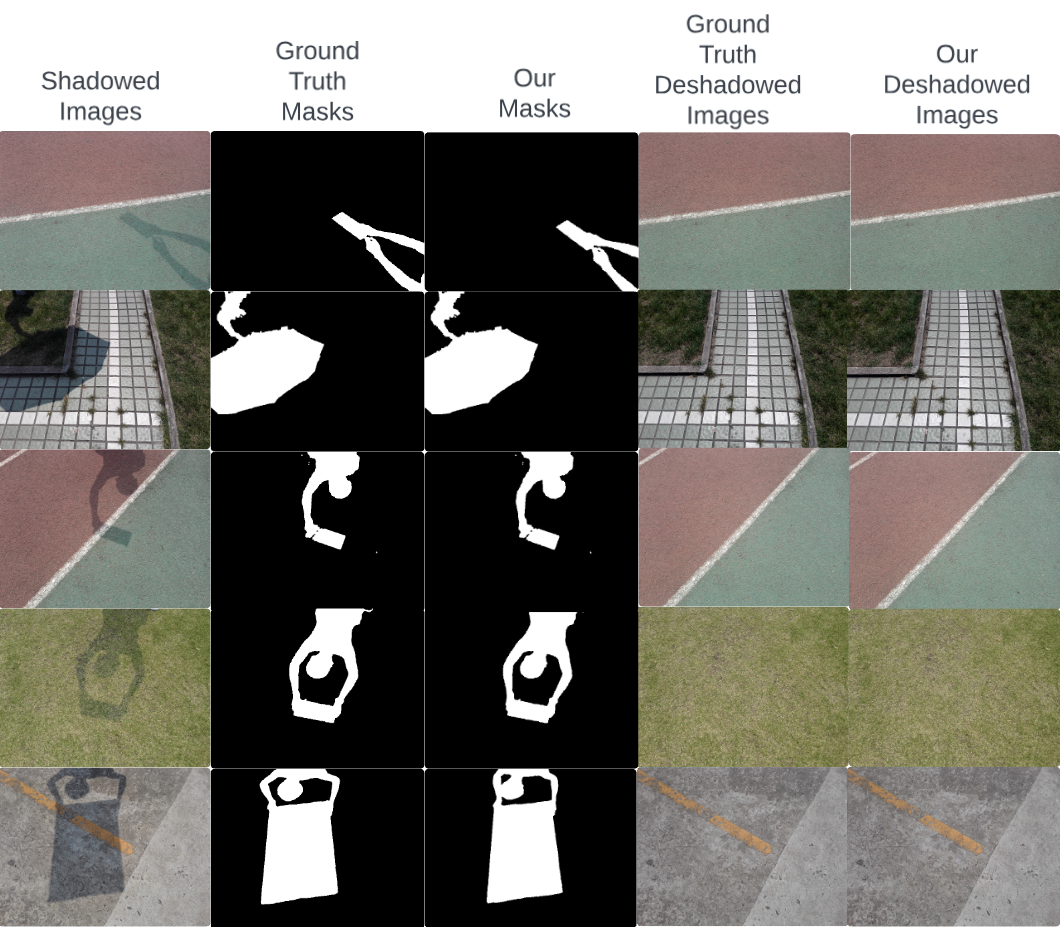 Shadowed
Images
Ground
Truth
Masks
Our
Masks
Ground
Truth
Deshadowed
Images
Our
Deshadowed
Images